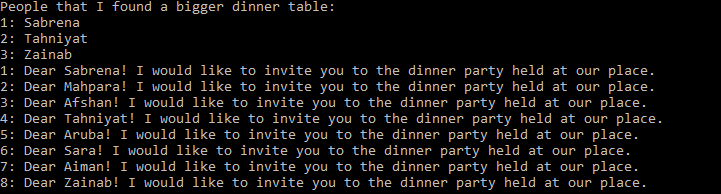 People that I found a bigger dinner table:
1: Sabrena
2: Tahniyat
3: Zainab
1: Dear Sabrena! I would like to invite you to the dinner party held at our place.
2: Dear Mahpara! I would like to invite you to the dinner party held at our place.
3: Dear Afshan! I would like to invite you to the dinner party held at our place.
4: Dear Tahniyat! I would like to invite you to the dinner party held at our place.
5: Dear Aruba! I would like to invite you to the dinner party held at our place.
6: Dear Sara! I would like to invite you to the dinner party held at our place.
7: Dear Aiman! I would like to invite you to the dinner party held at our place.
8: Dear Zainab! I would like to invite you to the dinner party held at our place.